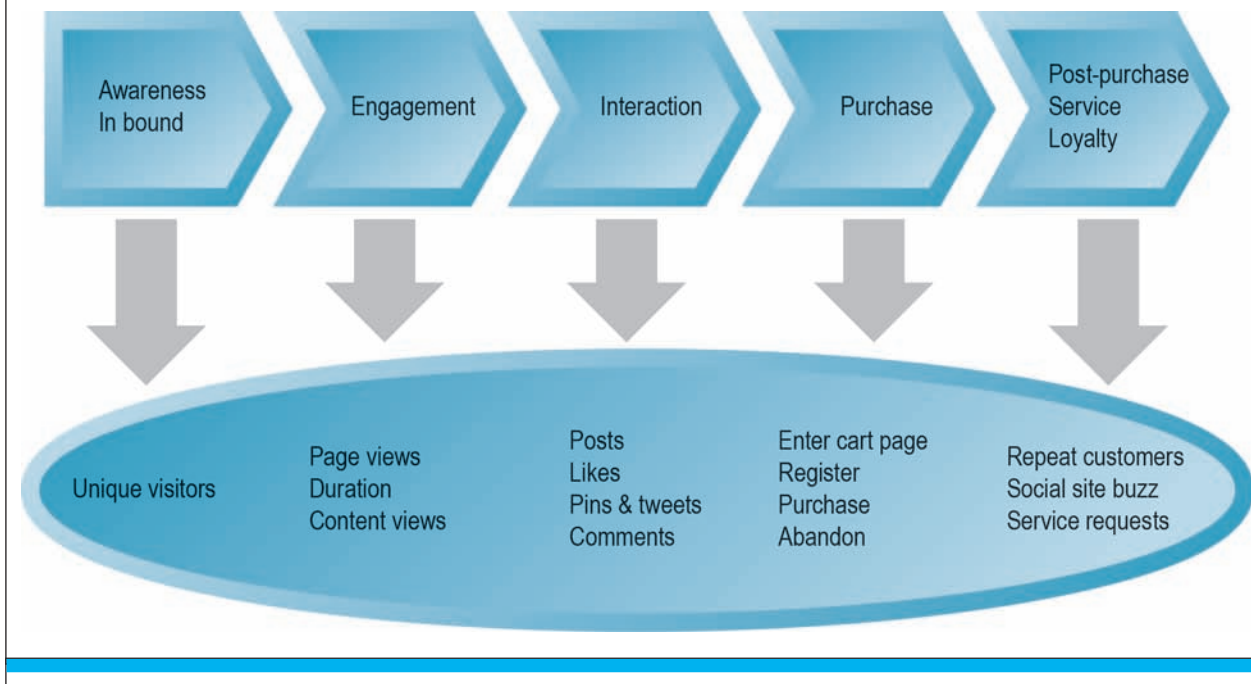 Awareness
In bound
Engagement
Interaction
Purchase
Post-purchase
Service
Loyalty
Unique visitors
Page views
Duration
Content views
Posts
Likes
Pins & tweets
Comments
Enter cart page
Register
Purchase
Abandon
Repeat customers
Social site buzz
Service requests